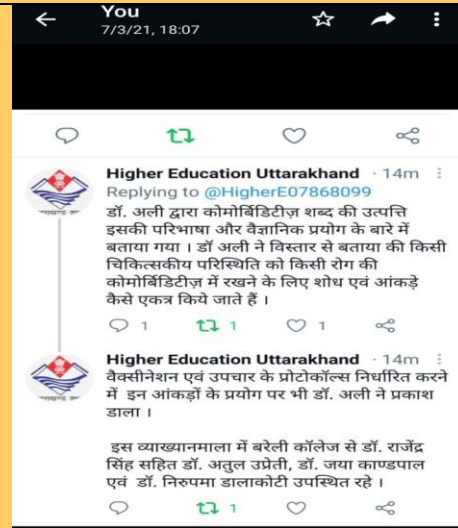 You
7/3/21, 18:07
Higher Education Uttarakhand · 14m
Replying to @HigherE07868099
डॉ. अली द्वारा कोमोर्बिडिटीज़ शब्द की उत्पत्ति
इसकी परिभाषा और वैज्ञानिक प्रयोग के बारे में
बताया गया । डॉ अली ने विस्तार से बताया की किसी
चिकित्सकीय परिस्थिति को किसी रोग की
कोमोर्बिडिटीज़ में रखने के लिए शोध एवं आंकड़े
कैसे एकत्र किये जाते हैं ।
1 1 1
Higher Education Uttarakhand · 14m
वैक्सीनेशन एवं उपचार के प्रोटोकॉल्स निर्धारित करने
में इन आंकड़ों के प्रयोग पर भी डॉ. अली ने प्रकाश
डाला ।
इस व्याख्यानमाला में बरेली कॉलेज से डॉ. राजेंद्र
सिंह सहित डॉ. अतुल उप्रेती, डॉ. जया काण्डपाल
एवं डॉ. निरुपमा डालाकोटी उपस्थित रहे ।
1